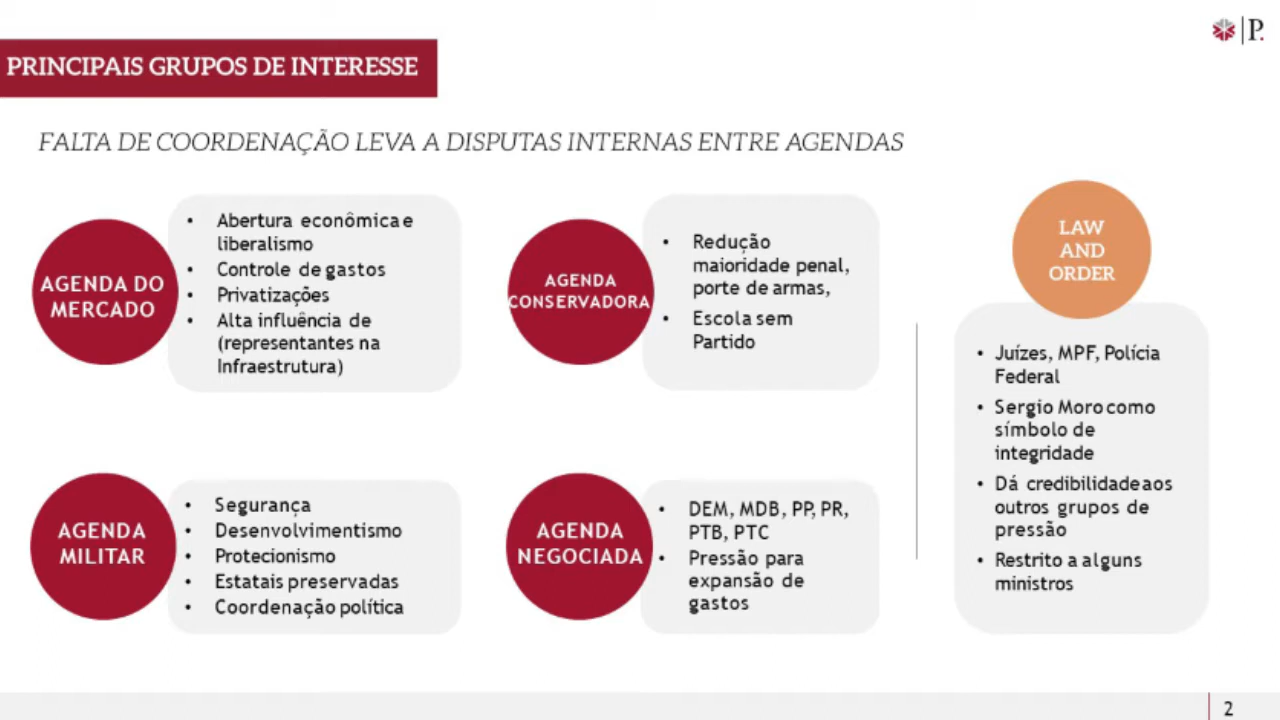 P.
PRINCIPAIS GRUPOS DE INTERESSE
FALTA DE COORDENAÇÃO LEVA A DISPUTAS INTERNAS ENTRE AGENDAS
AGENDA DO
MERCADO
• Abertura econômica e
liberalismo
• Controle de gastos
• Privatizações
• Alta influência de
(representantes na
Infraestrutura)
AGENDA
CONSERVADORA
• Redução
maioridade penal,
porte de armas,
• Escola sem
Partido
AGENDA
MILITAR
• Segurança
• Desenvolvimentismo
• Protecionismo
• Estatais preservadas
• Coordenação política
AGENDA
NEGOCIADA
• DEM, MDB, PP, PR,
PTB, PTC
• Pressão para
expansão de
gastos
LAW
AND
ORDER
• Juízes, MPF, Polícia
Federal
• Sergio Moro como
símbolo de
integridade
• Dá credibilidade aos
outros grupos de
pressão
• Restrito a alguns
ministros
2